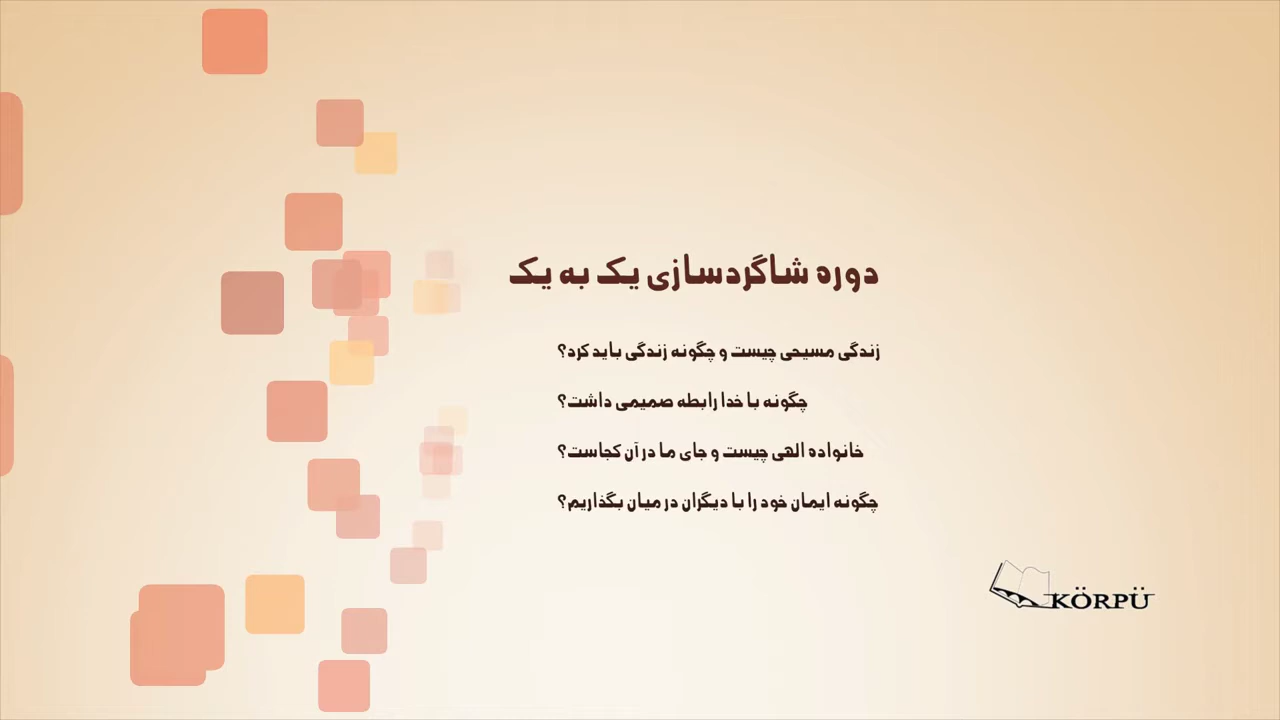 دوره شاگردسازی یک به یک
زندگی مسیحی چیست و چگونه زندگی باید کرد؟
چگونه با خدا رابطه صمیمی داشت؟
خانواده الهی چیست و جای ما در آن کجاست؟
چگونه ایمان خود را با دیگران در میان بگذاریم؟
KÖRPÜ